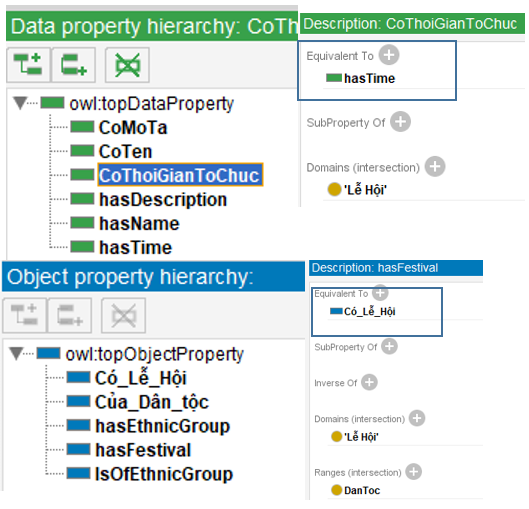 Data property hierarchy: CoTh
owl:topDataProperty
CoMoTa
CoTen
CoThoiGianToChuc
hasDescription
hasName
hasTime
Description: CoThoiGianToChuc
Equivalent To
hasTime
SubProperty Of
Domains (intersection)
'Lễ Hội'
Object property hierarchy:
owl:topObjectProperty
Có_Lễ_Hội
Của_Dân_tộc
hasEthnicGroup
hasFestival
IsOfEthnicGroup
Description: hasFestival
Equivalent To
Có_Lễ_Hội
SubProperty Of
Inverse Of
Domains (intersection)
'Lễ Hội'
Ranges (intersection)
DanToc